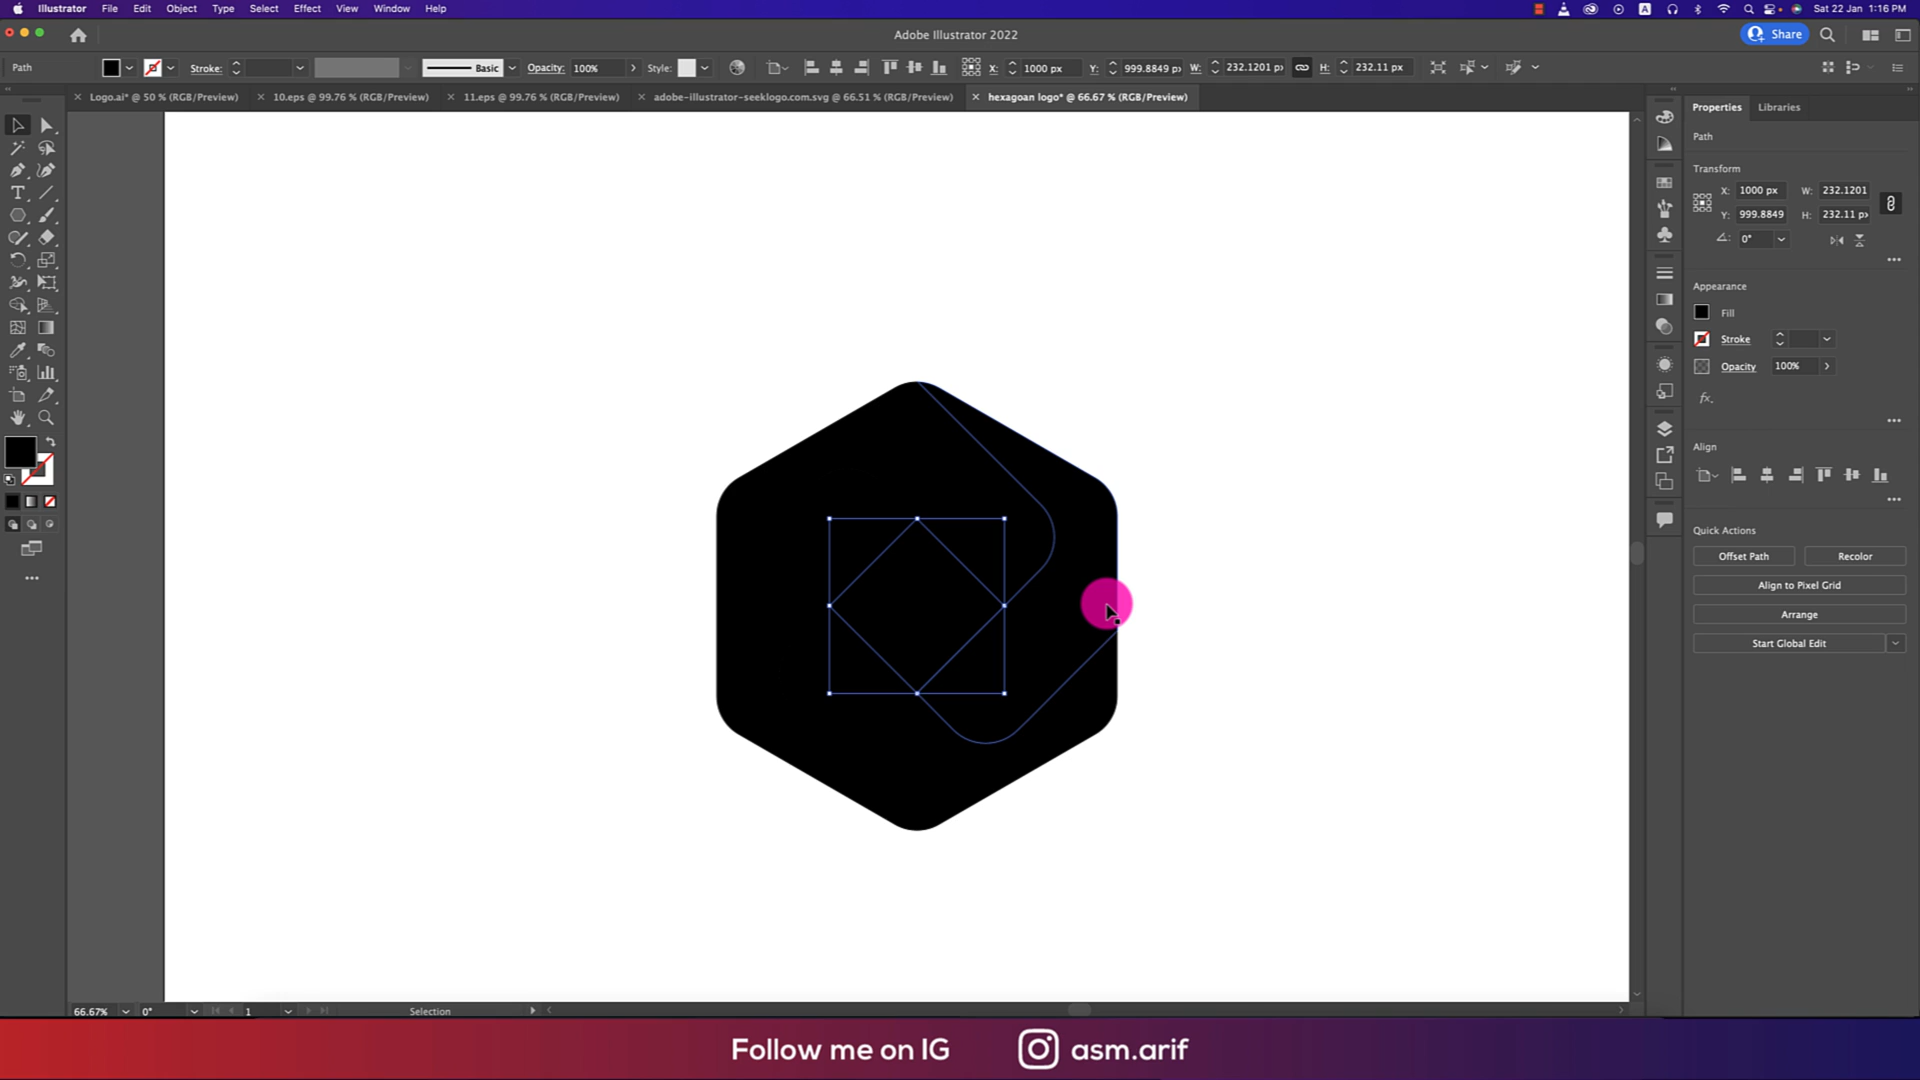 Illustrator File Edit Object Type Select Effect View Window Help
A Sat 22 Jan 1:16 PM
Adobe Illustrator 2022
Share
Path Stroke: Basic Opacity: 100% Style: X: 1000 px Y: 999.8849 px W: 232.1201 px H: 232.11 px
Logo.ai* @ 50 % (RGB/Preview)
10.eps @ 99.76 % (RGB/Preview)
11.eps @ 99.76 % (RGB/Preview)
adobe-illustrator-seeklogo.com.svg @ 66.51 % (RGB/Preview)
hexagoan logo* @ 66.67 % (RGB/Preview)
Properties Libraries
Path
Transform
X: 1000 px W: 232.1201
Y: 999.8849 H: 232.11 px
0°
Appearance
Fill
Stroke
Opacity 100%
fx.
Align
Quick Actions
Offset Path Recolor
Align to Pixel Grid
Arrange
Start Global Edit
66.67% 0° 1 Selection
Follow me on IG asm.arif